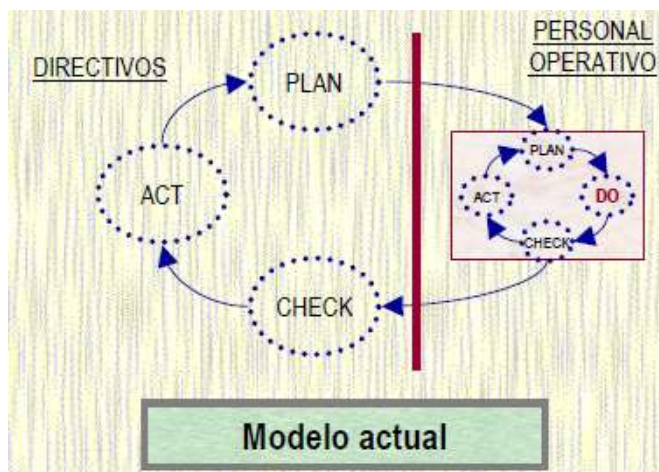 DIRECTIVOS
PERSONAL
OPERATIVO
PLAN
ACT
CHECK
PLAN
ACT
DO
CHECK
Modelo actual